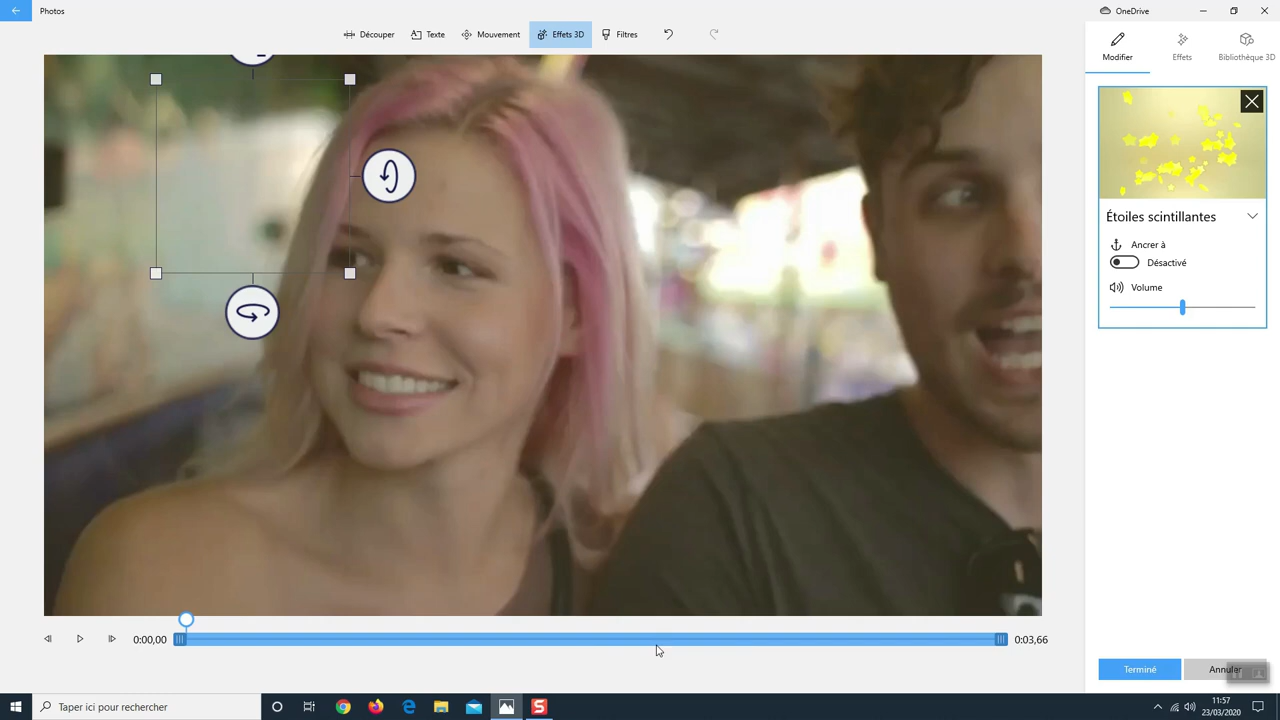 Photos
OneDrive
Découper
Texte
Mouvement
Effets 3D
Filtres
Modifier
Effets
Bibliothèque 3D
Étoiles scintillantes
Ancrer à
Désactivé
Volume
0:00,00
0:03,66
Terminé
Annuler
Taper ici pour rechercher
11:57
23/03/2020